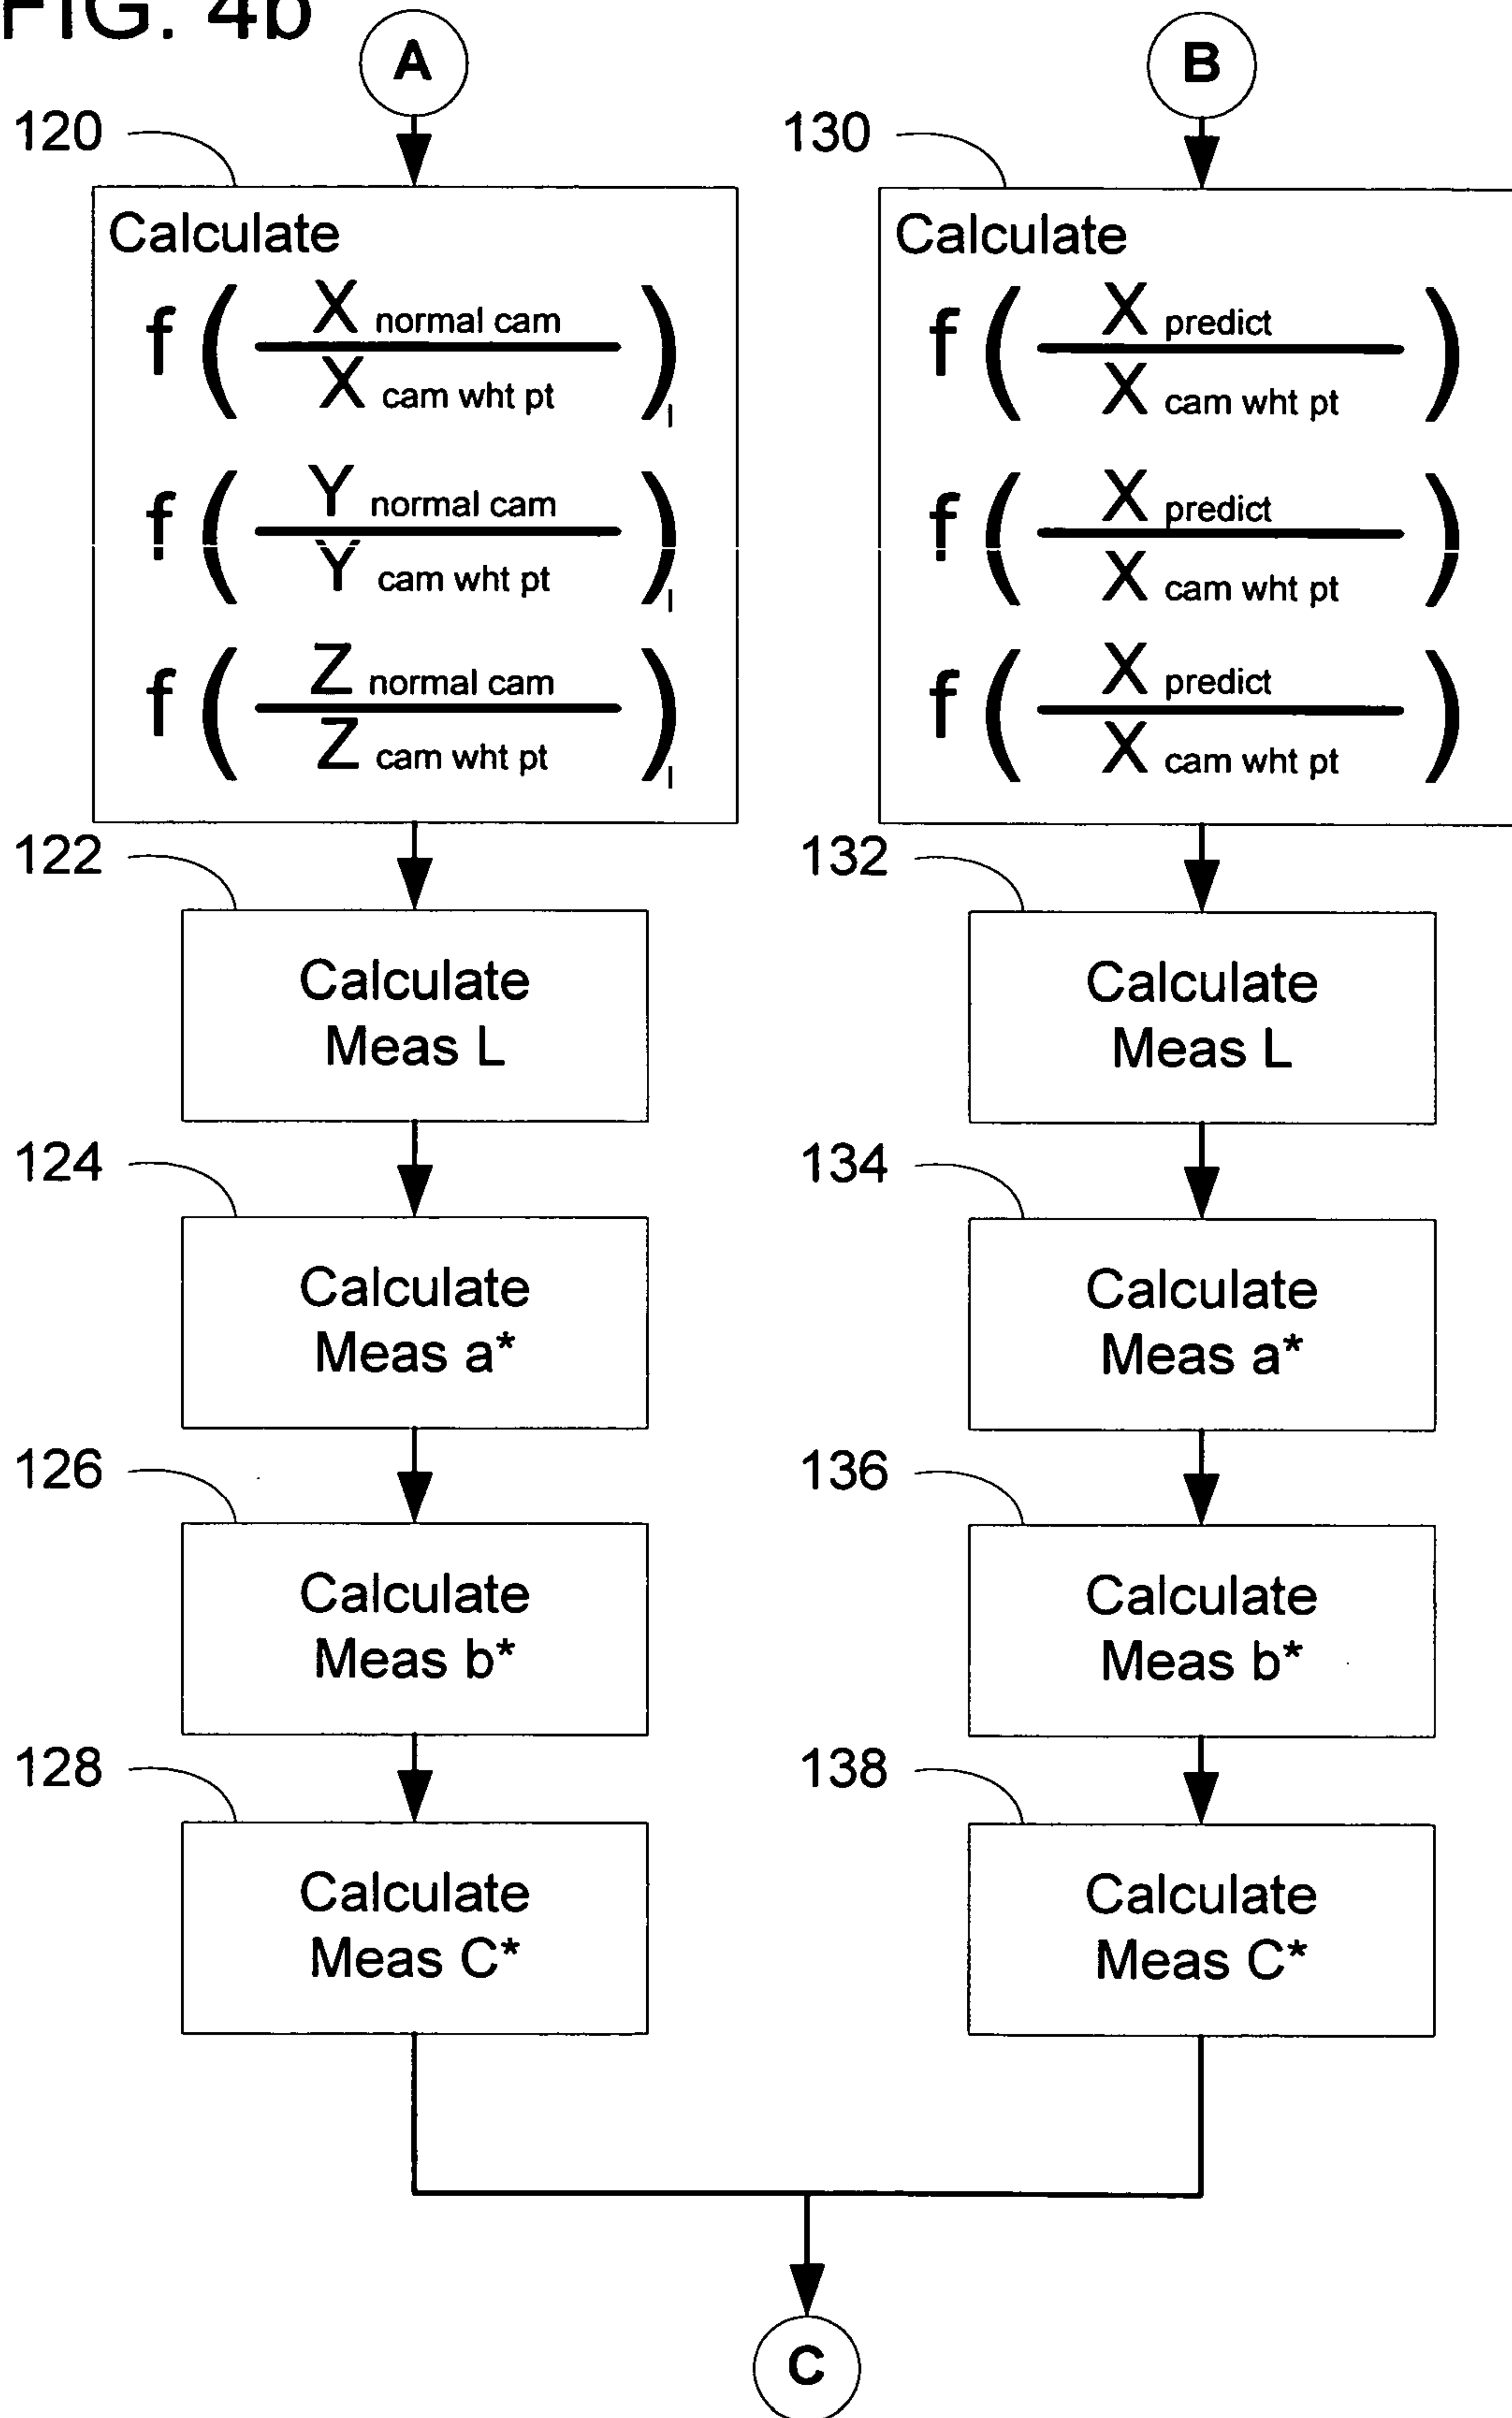 FIG. 4b
A
120
Calculate
f ( X normal cam
X cam wht pt )
f ( Y normal cam
Y cam wht pt )
f ( Z normal cam
Z cam wht pt )
122
Calculate
Meas L
124
Calculate
Meas a*
126
Calculate
Meas b*
128
Calculate
Meas C*
B
130
Calculate
f ( X predict
X cam wht pt )
f ( X predict
X cam wht pt )
f ( X predict
X cam wht pt )
132
Calculate
Meas L
134
Calculate
Meas a*
136
Calculate
Meas b*
138
Calculate
Meas C*
C